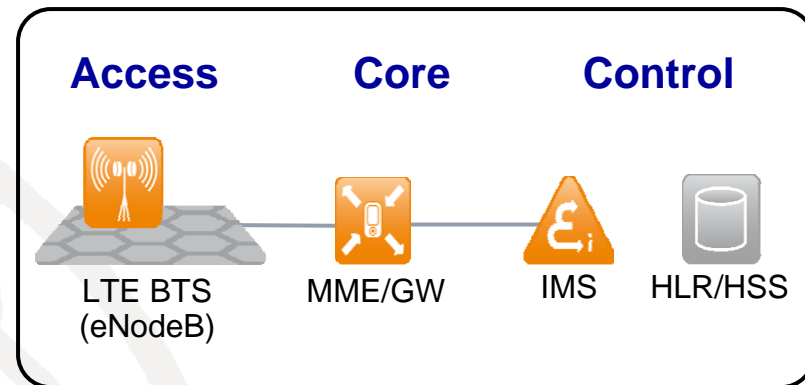 Access Core Control
LTE BTS
(eNodeB)
MME/GW
IMS
HLR/HSS